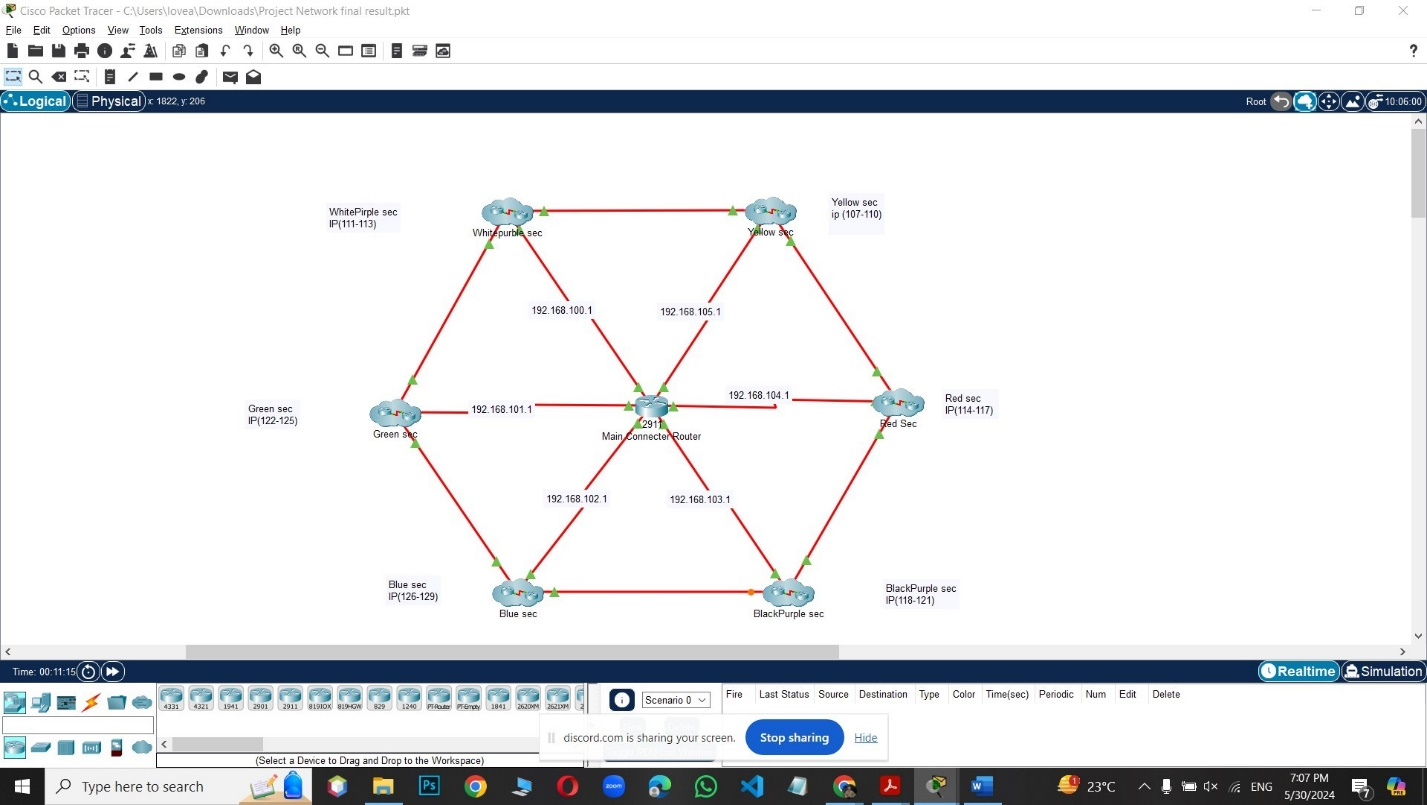 Cisco Packet Tracer - C:\Users\lovea\Downloads\Project Network final result.pkt
File Edit Options View Tools Extensions Window Help
?
Logical Physical x: 1822, y: 206
Root 10:06:00
WhitePirple sec
IP(111-113)
Whitepurble sec
Yellow sec
ip (107-110)
Yellow sec
192.168.100.1
192.168.105.1
Green sec
IP(122-125)
Green sec
192.168.101.1
2911
Main Connecter Router
192.168.104.1
Red sec
IP(114-117)
Red Sec
192.168.102.1
192.168.103.1
Blue sec
IP(126-129)
Blue sec
BlackPurple sec
BlackPurple sec
IP(118-121)
Time: 00:11:15
Realtime Simulation
4331 4321 1941 2901 2911 819IOX 819HGW 829 1240 PT-Router PT-Empty 1841 2620XM 2621XM
Scenario 0
Fire Last Status Source Destination Type Color Time(sec) Periodic Num Edit Delete
(Select a Device to Drag and Drop to the Workspace)
discord.com is sharing your screen. Stop sharing Hide
Type here to search
Ps
zoom
W
1
23°C
ENG
7:07 PM
5/30/2024
7